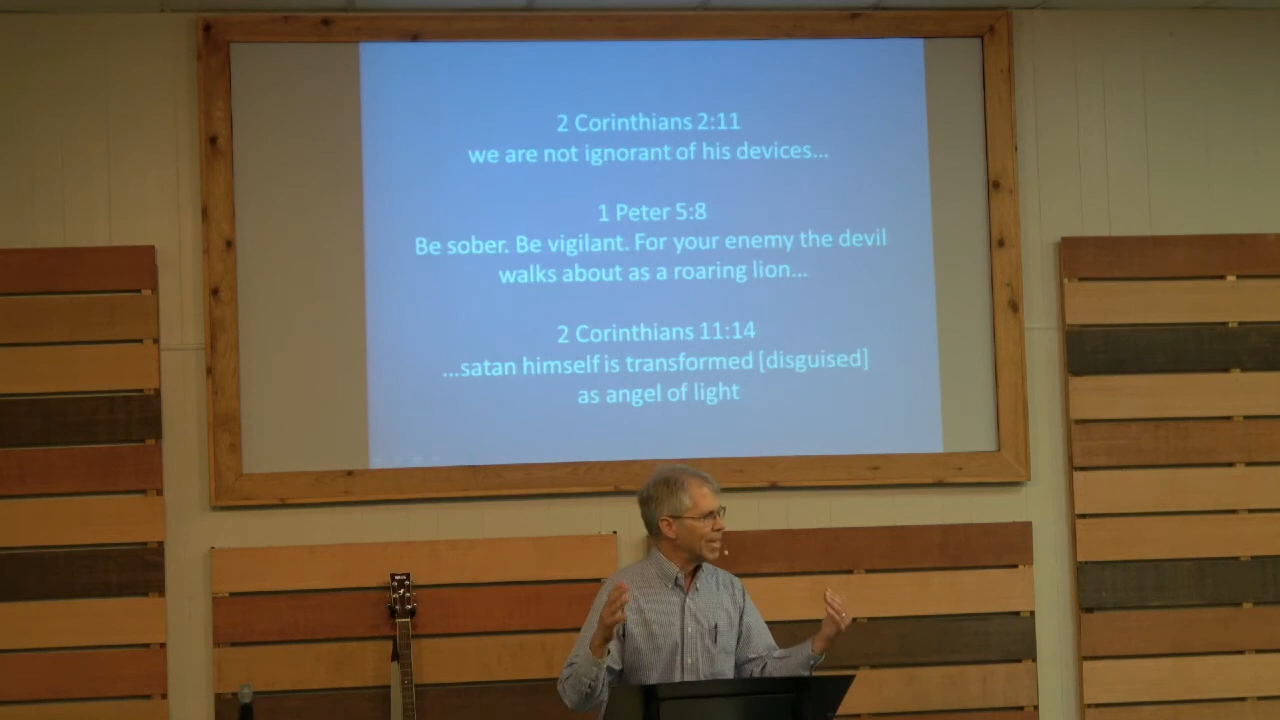 2 Corinthians 2:11
we are not ignorant of his devices...
1 Peter 5:8
Be sober. Be vigilant. For your enemy the devil
walks about as a roaring lion...
2 Corinthians 11:14
...satan himself is transformed [disguised]
as angel of light